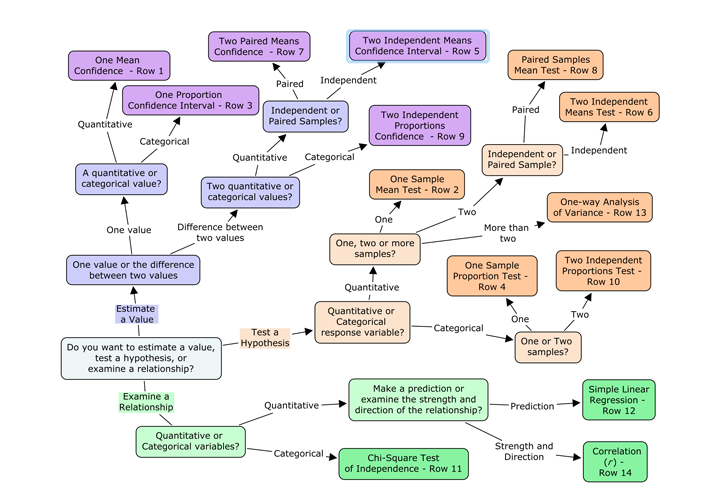 Two Paired Means
Confidence  - Row 7
Two Independent Means
Confidence Interval - Row 5
One Mean
Confidence  - Row 1
Paired Samples
Mean Test - Row 8
Paired
Independent
One Proportion
Confidence Interval - Row 3
Two Independent
Means Test - Row 6
Independent or
Paired Samples?
Two Independent
Proportions
Confidence  - Row 9
Paired
Quantitative
Categorical
Quantitative
Categorical
Independent or
Paired Sample?
Independent
A quantitative or
categorical value?
Two quantitative or
categorical values?
One Sample
Mean Test - Row 2
One-way Analysis
of Variance - Row 13
One value
Difference between
two values
One
Two
More than
two
One, two or more
samples?
One value or the difference
between two values
One Sample
Proportion Test -
Row 4
Two Independent
Proportions Test -
Row 10
Quantitative
Estimate
a Value
Quantitative or
Categorical
response variable?
One
Two
Test a
Hypothesis
Categorical
One or Two
samples?
Do you want to estimate a value,
test a hypothesis, or
examine a relationship?
Examine a
Relationship
Quantitative
Make a prediction or
examine the strength and
direction of the relationship?
Prediction
Simple Linear
Regression -
Row 12
Quantitative or
Categorical variables?
Categorical
Chi-Square Test
of Independence - Row 11
Strength and
Direction
Correlation
(r) -
Row 14